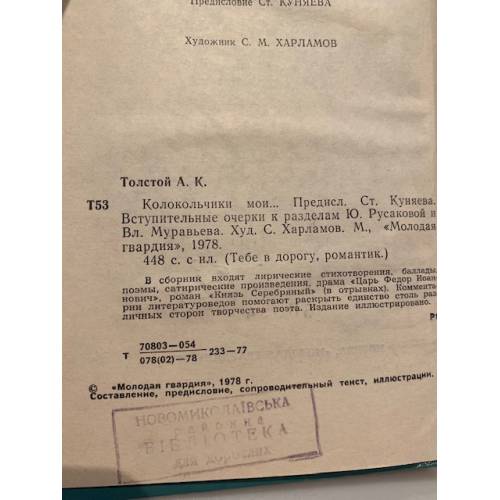 Предисловие Ст. КУНЯЕВА
Художник С. М. ХАРЛАМОВ
Толстой А. К.
Т53 Колокольчики мои... Предисл. Ст. Куняева.
Вступительные очерки к разделам Ю. Русаковой и
Вл. Муравьева. Худ. С. Харламов. М., «Молодая
гвардия», 1978.
448 с. с ил. (Тебе в дорогу, романтик.)
В сборник входят лирические стихотворения, баллады,
поэмы, сатирические произведения, драма «Царь Федор Иоан-
нович», роман «Князь Серебряный» (в отрывках). Коммента-
рии литературоведов помогают раскрыть единство столь раз-
личных сторон творчества поэта. Издание иллюстрировано.
Т 70803—054
078(02)—78 233—77
© «Молодая гвардия», 1978 г.
Составление, предисловие, сопроводительный текст, иллюстрации.
НОВОМИКОЛАЇВСЬКА
районна
БІБЛІОТЕКА
для дорослих